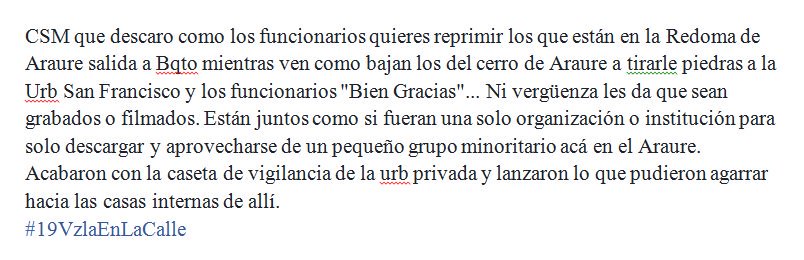 CSM que descaro como los funcionarios quieres reprimir los que están en la Redoma de
Araure salida a Bqto mientras ven como bajan los del cerro de Araure a tirarle piedras a la
Urb San Francisco y los funcionarios "Bien Gracias"... Ni vergüenza les da que sean
grabados o filmados. Están juntos como si fueran una solo organización o institución para
solo descargar y aprovecharse de un pequeño grupo minoritario acá en el Araure.
Acabaron con la caseta de vigilancia de la urb privada y lanzaron lo que pudieron agarrar
hacia las casas internas de allí.
#19VzlaEnLaCalle